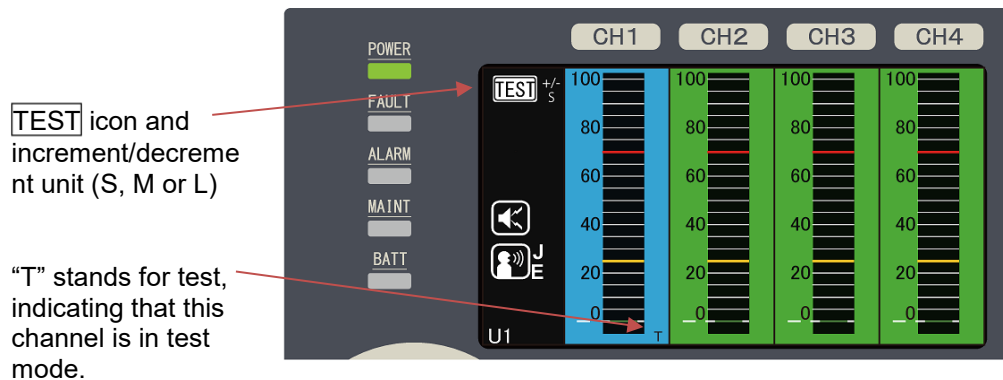 TEST icon and
increment/decreme
nt unit (S, M or L)
“T” stands for test,
indicating that this
channel is in test
mode.
POWER
FAULT
ALARM
MAINT
BATT
TEST +/-
S
J
E
U1
CH1 CH2 CH3 CH4
100 100 100 100
80 80 80 80
60 60 60 60
40 40 40 40
20 20 20 20
0 0 0 0
T